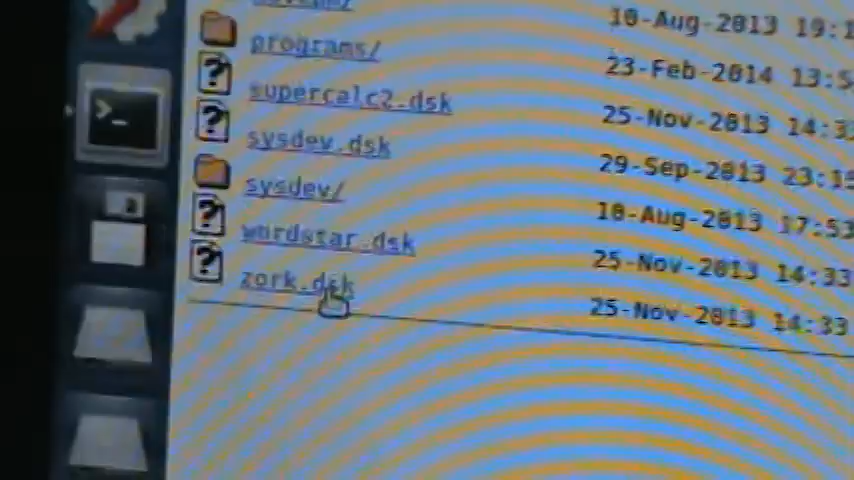 10-Aug-2013 19:1
programs/ 23-Feb-2014 13:5
supercalc2.dsk 25-Nov-2013 14:33
sysdev.dsk 29-Sep-2013 23:15
sysdev/ 10-Aug-2013 17:53
wordstar.dsk 25-Nov-2013 14:33
zork.dsk 25-Nov-2013 14:33